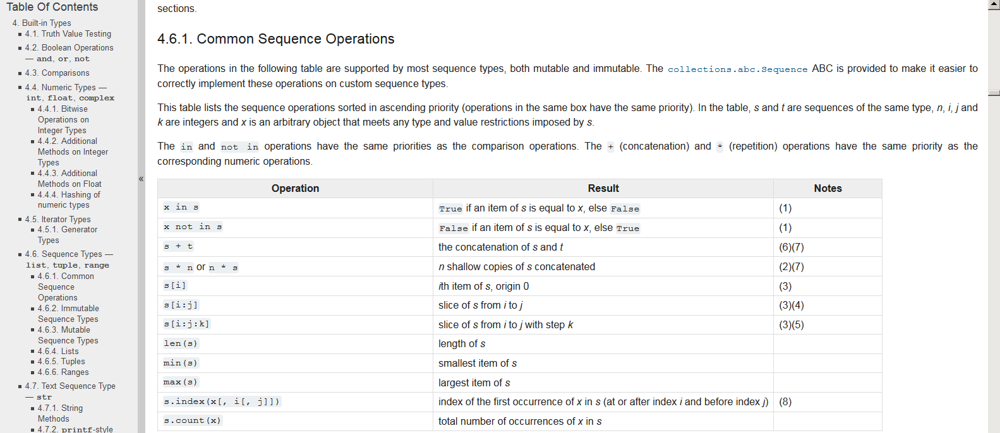 Table Of Contents
4. Built-in Types
4.1. Truth Value Testing
4.2. Boolean Operations
— and, or, not
4.3. Comparisons
4.4. Numeric Types —
int, float, complex
4.4.1. Bitwise
Operations on
Integer Types
4.4.2. Additional
Methods on Integer
Types
4.4.3. Additional
Methods on Float
4.4.4. Hashing of
numeric types
4.5. Iterator Types
4.5.1. Generator
Types
4.6. Sequence Types —
list, tuple, range
4.6.1. Common
Sequence
Operations
4.6.2. Immutable
Sequence Types
4.6.3. Mutable
Sequence Types
4.6.4. Lists
4.6.5. Tuples
4.6.6. Ranges
4.7. Text Sequence Type
— str
4.7.1. String
Methods
4.7.2. printf-style
«
sections.
4.6.1. Common Sequence Operations
The operations in the following table are supported by most sequence types, both mutable and immutable. The collections.abc.Sequence ABC is provided to make it easier to
correctly implement these operations on custom sequence types.
This table lists the sequence operations sorted in ascending priority (operations in the same box have the same priority). In the table, s and t are sequences of the same type, n, i, j and
k are integers and x is an arbitrary object that meets any type and value restrictions imposed by s.
The in and not in operations have the same priorities as the comparison operations. The + (concatenation) and * (repetition) operations have the same priority as the
corresponding numeric operations.
Operation Result Notes
x in s True if an item of s is equal to x, else False (1)
x not in s False if an item of s is equal to x, else True (1)
s + t the concatenation of s and t (6)(7)
s * n or n * s n shallow copies of s concatenated (2)(7)
s[i] ith item of s, origin 0 (3)
s[i:j] slice of s from i to j (3)(4)
s[i:j:k] slice of s from i to j with step k (3)(5)
len(s) length of s
min(s) smallest item of s
max(s) largest item of s
s.index(x[, i[, j]]) index of the first occurrence of x in s (at or after index i and before index j) (8)
s.count(x) total number of occurrences of x in s